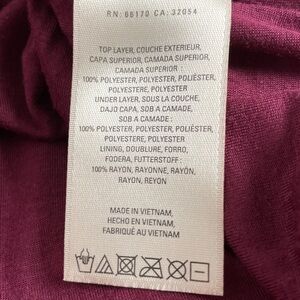 RN: 66170 CA: 32054
TOP LAYER, COUCHE EXTERIEUR,
CAPA SUPERIOR, CAMADA SUPERIOR,
CAMADA SUPERIOR :
100% POLYESTER, POLYESTER, POLIÉSTER,
POLYESTERE, POLYESTER
UNDER LAYER, SOUS LA COUCHE,
DAJO CAPA, SOB A CAMADE,
SOB A CAMADE :
100% POLYESTER, POLYESTER, POLIÉSTER,
POLYESTERE, POLYESTER
LINING, DOUBLURE, FORRO,
FODERA, FUTTERSTOFF :
100% RAYON, RAYONNE, RAYÓN,
RAYON, REYON
MADE IN VIETNAM,
HECHO EN VIETNAM,
FABRIQUÉ AU VIETNAM